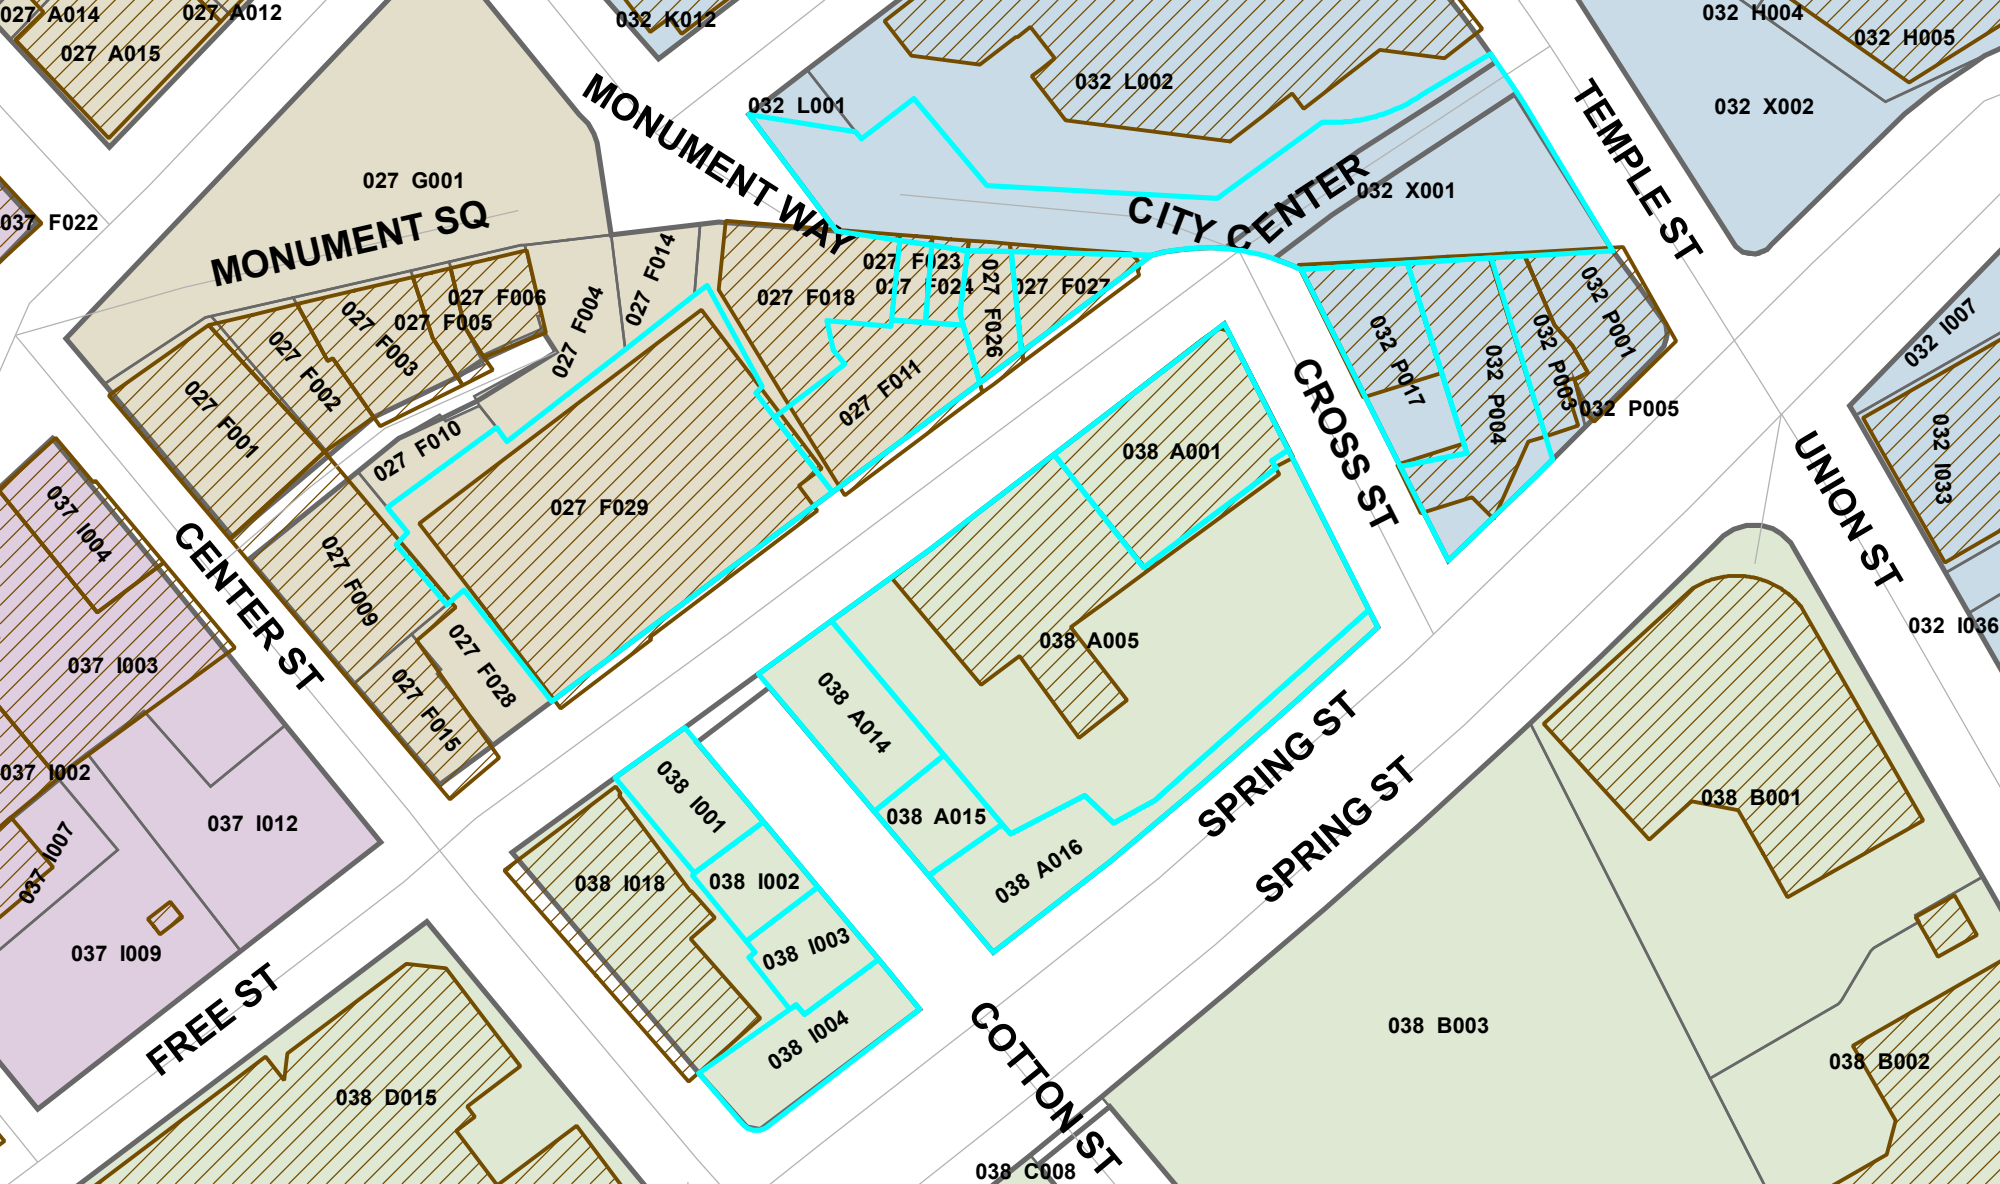 027 A014
027 A012
032 K012
032 H004
032 H005
027 A015
032 L002
032 L001
032 X002
MONUMENT WAY
TEMPLE ST
027 G001
032 X001
037 F022
MONUMENT SQ
CITY CENTER
027 F014
027 F004
027 F006
027 F005
027 F003
027 F002
027 F001
027 F018
027 F023
027 F024
027 F026
027 F027
027 F011
027 F010
027 F029
027 F009
027 F028
027 F015
032 P001
032 P003
032 P004
032 P005
032 P017
032 I007
032 I033
032 I036
CROSS ST
UNION ST
038 A001
038 A005
038 A014
038 A015
038 A016
037 I004
037 I003
037 I002
037 I007
037 I012
037 I009
CENTER ST
SPRING ST
SPRING ST
038 B001
038 I001
038 I002
038 I003
038 I004
038 I018
FREE ST
COTTON ST
038 D015
038 B003
038 B002
038 C008